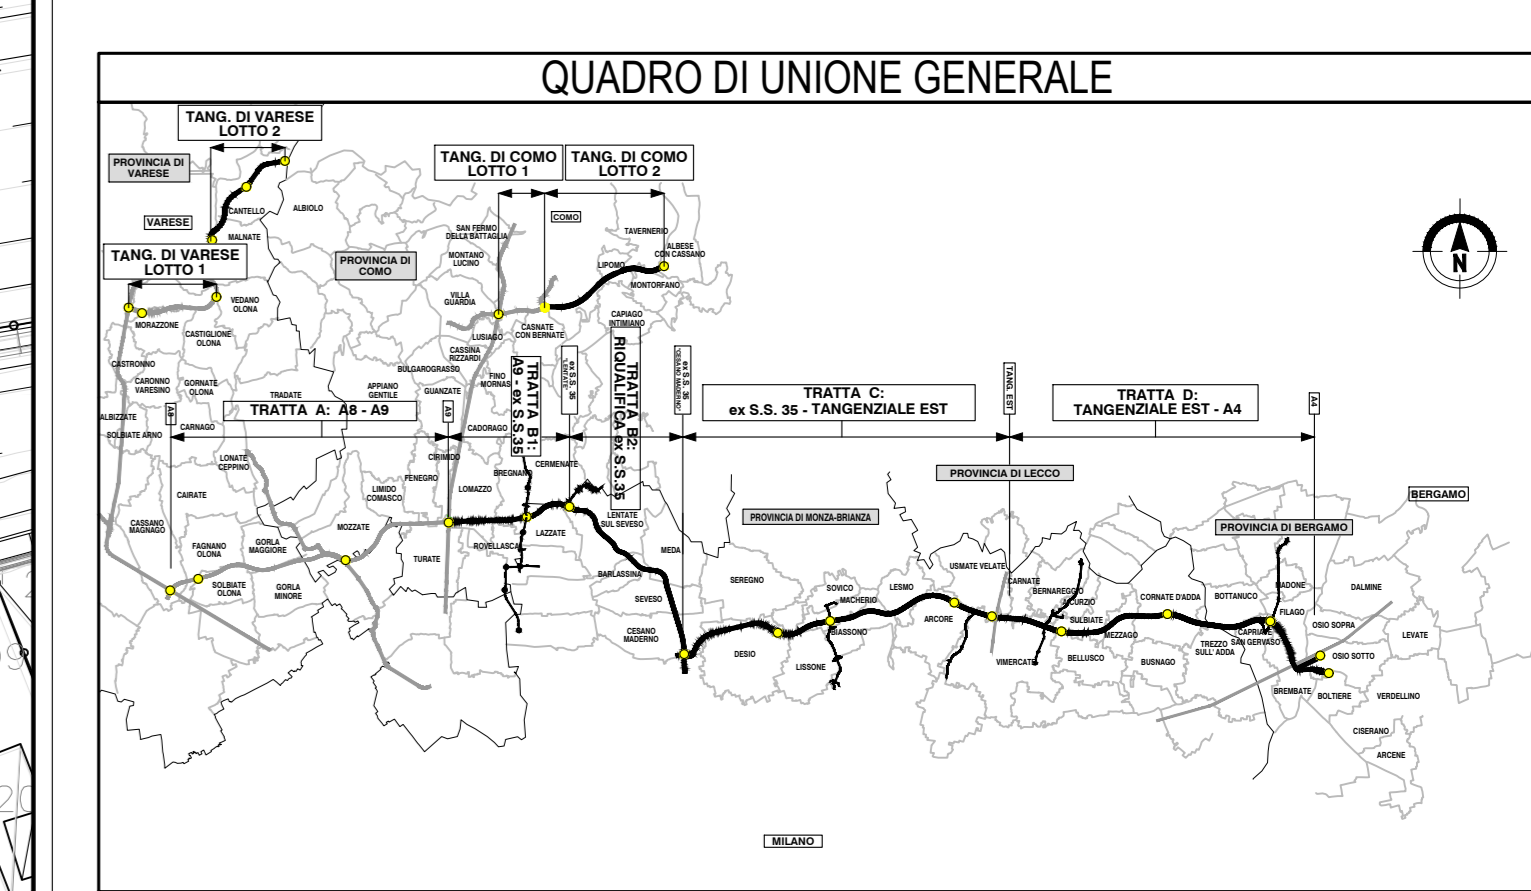 QUADRO DI UNIONE GENERALE
TANG. DI VARESE
LOTTO 2
PROVINCIA DI
VARESE
VARESE
CANTELLO
ALBIOLO
MALNATE
TANG. DI VARESE
LOTTO 1
VEDANO
OLONA
MORAZZONE
CASTIGLIONE
OLONA
TANG. DI COMO
LOTTO 1
TANG. DI COMO
LOTTO 2
COMO
PROVINCIA DI
COMO
SAN FERMO
DELLA BATTAGLIA
MONTANO
LUCINO
VILLA
GUARDIA
TAVERNERIO
ALBESE
CON CASSANO
LIPOMO
MONTORFANO
CAPIAGO
INTIMIANO
LUSIAGO
CASNATE
CON BERNATE
CASSINA
RIZZARDI
BULGAROGRASSO
FINO
MORNAS
GUANZATE
APPIANO
GENTILE
CASTRONNO
CARONNO
VARESINO
GORNATE
OLONA
TRADATE
ALBIZZATE
SOLBIATE ARNO
CARNAGO
A8
TRATTA A: A8 - A9
A9
TRATTA B1:
A9 - ex S.S.35
ex S.S. 35
"LENTATE"
TRATTA B2:
RIQUALIFICA ex S.S.35
ex S.S. 35
"CESANO MADERNO"
TRATTA C:
ex S.S. 35 - TANGENZIALE EST
TANG. EST
TRATTA D:
TANGENZIALE EST - A4
A4
N
CADORAGO
CIRIMIDO
FENEGRO
LOMAZZO
BREGNANO
CERMENATE
LONATE
CEPPINO
CAIRATE
LIMIDO
COMASCO
MOZZATE
CASSANO
MAGNAGO
FAGNANO
OLONA
GORLA
MAGGIORE
SOLBIATE
OLONA
GORLA
MINORE
TURATE
ROVELLASCA
LAZZATE
LENTATE
SUL SEVESO
MEDA
BARLASSINA
SEVESO
CESANO
MADERNO
PROVINCIA DI MONZA-BRIANZA
PROVINCIA DI LECCO
PROVINCIA DI BERGAMO
BERGAMO
SEREGNO
DESIO
LISSONE
SOVICO
MACHERIO
BIASSONO
LESMO
ARCORE
USMATE VELATE
CARNATE
BERNAREGGIO
SULBIATE
VIMERCATE
BELLUSCO
MEZZAGO
CORNATE D'ADDA
BUSNAGO
BOTTANUCO
TREZZO
SULL' ADDA
CAPRIATE
SAN GERVASO
MADONE
FILAGO
DALMINE
OSIO SOPRA
OSIO SOTTO
LEVATE
BREMBATE
BOLTIERE
VERDELLINO
CISERANO
ARCENE
MILANO